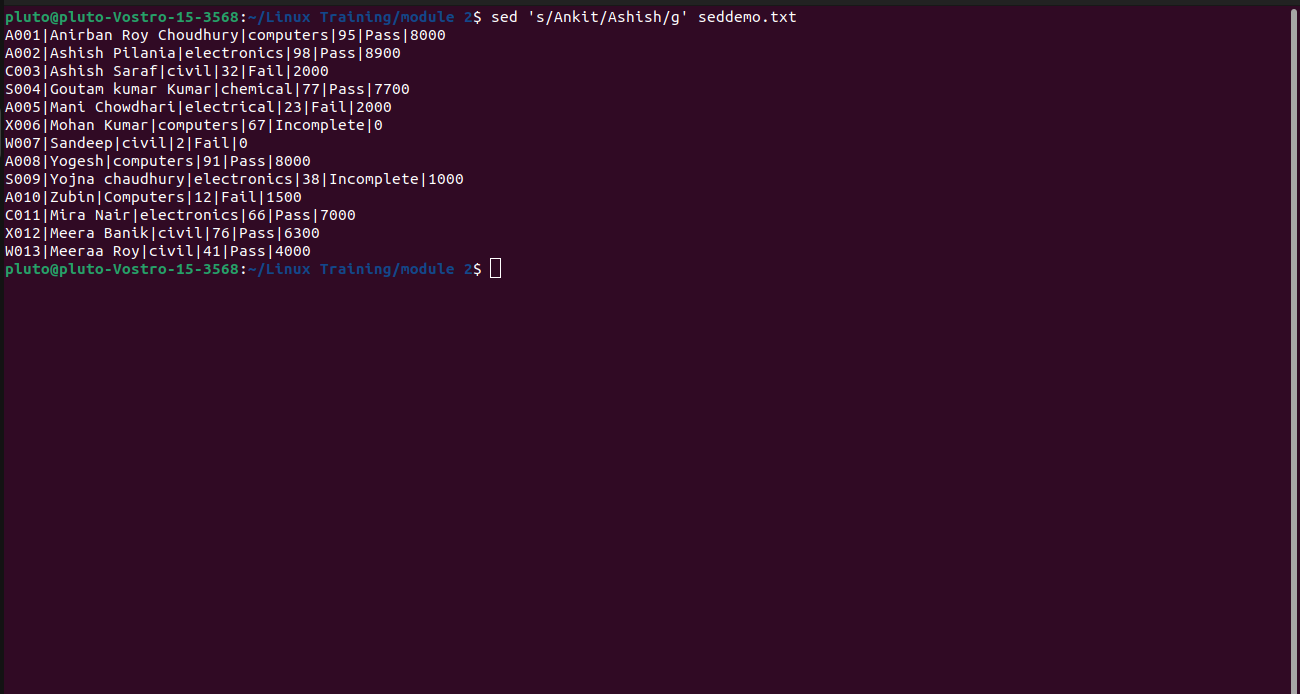 pluto@pluto-Vostro-15-3568:~/Linux Training/module 2$ sed 's/Ankit/Ashish/g' seddemo.txt
A001|Anirban Roy Choudhury|computers|95|Pass|8000
A002|Ashish Pilania|electronics|98|Pass|8900
C003|Ashish Saraf|civil|32|Fail|2000
S004|Goutam kumar Kumar|chemical|77|Pass|7700
A005|Mani Chowdhari|electrical|23|Fail|2000
X006|Mohan Kumar|computers|67|Incomplete|0
W007|Sandeep|civil|2|Fail|0
A008|Yogesh|computers|91|Pass|8000
S009|Yojna chaudhury|electronics|38|Incomplete|1000
A010|Zubin|Computers|12|Fail|1500
C011|Mira Nair|electronics|66|Pass|7000
X012|Meera Banik|civil|76|Pass|6300
W013|Meeraa Roy|civil|41|Pass|4000
pluto@pluto-Vostro-15-3568:~/Linux Training/module 2$